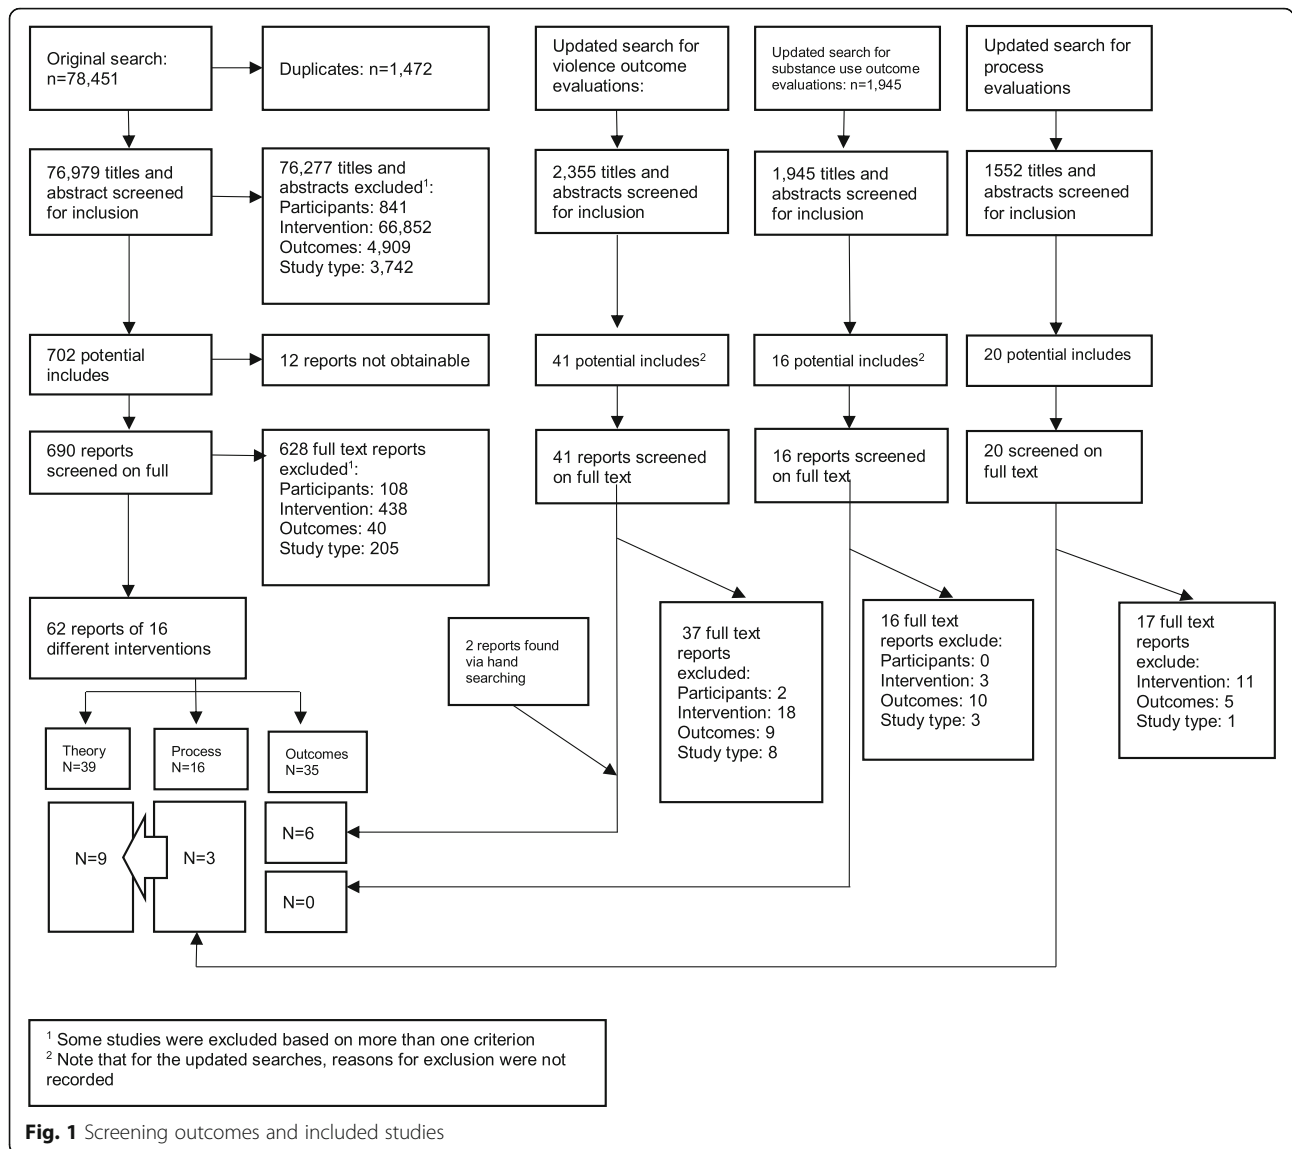 Original search:
n=78,451
Duplicates: n=1,472
76,979 titles and
abstract screened
for inclusion
76,277 titles and
abstracts excluded¹:
Participants: 841
Intervention: 66,852
Outcomes: 4,909
Study type: 3,742
702 potential
includes
12 reports not obtainable
690 reports
screened on full
628 full text reports
excluded¹:
Participants: 108
Intervention: 438
Outcomes: 40
Study type: 205
62 reports of 16
different interventions
Theory
N=39
Process
N=16
Outcomes
N=35
N=9
N=3
N=6
N=0
Updated search for
violence outcome
evaluations:
2,355 titles and
abstracts screened
for inclusion
41 potential includes²
41 reports screened
on full text
2 reports found
via hand
searching
37 full text
reports
excluded:
Participants: 2
Intervention: 18
Outcomes: 9
Study type: 8
Updated search for
substance use outcome
evaluations: n=1,945
1,945 titles and
abstracts screened
for inclusion
16 potential includes²
16 reports screened
on full text
16 full text
reports exclude:
Participants: 0
Intervention: 3
Outcomes: 10
Study type: 3
Updated search for
process
evaluations
1552 titles and
abstracts screened
for inclusion
20 potential includes
20 screened on
full text
17 full text
reports
exclude:
Intervention: 11
Outcomes: 5
Study type: 1
¹ Some studies were excluded based on more than one criterion
² Note that for the updated searches, reasons for exclusion were not
recorded
Fig. 1 Screening outcomes and included studies